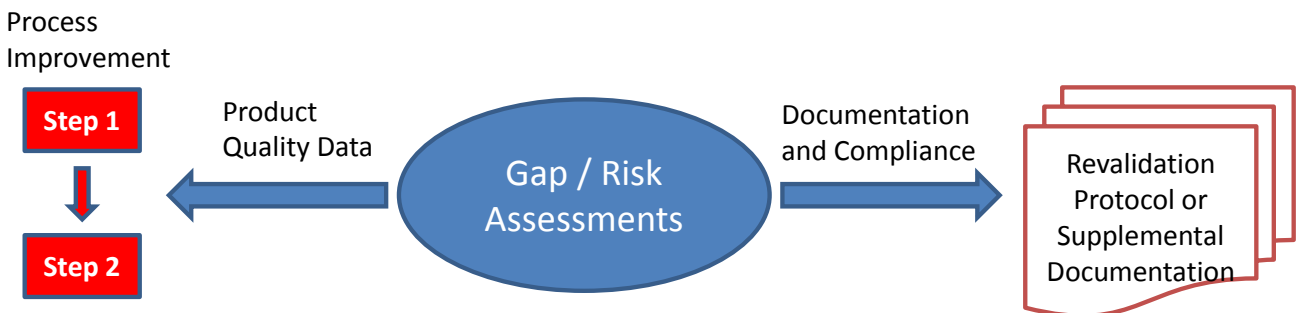 Process
Improvement
Step 1
Step 2
Product
Quality Data
Gap / Risk
Assessments
Documentation
and Compliance
Revalidation
Protocol or
Supplemental
Documentation